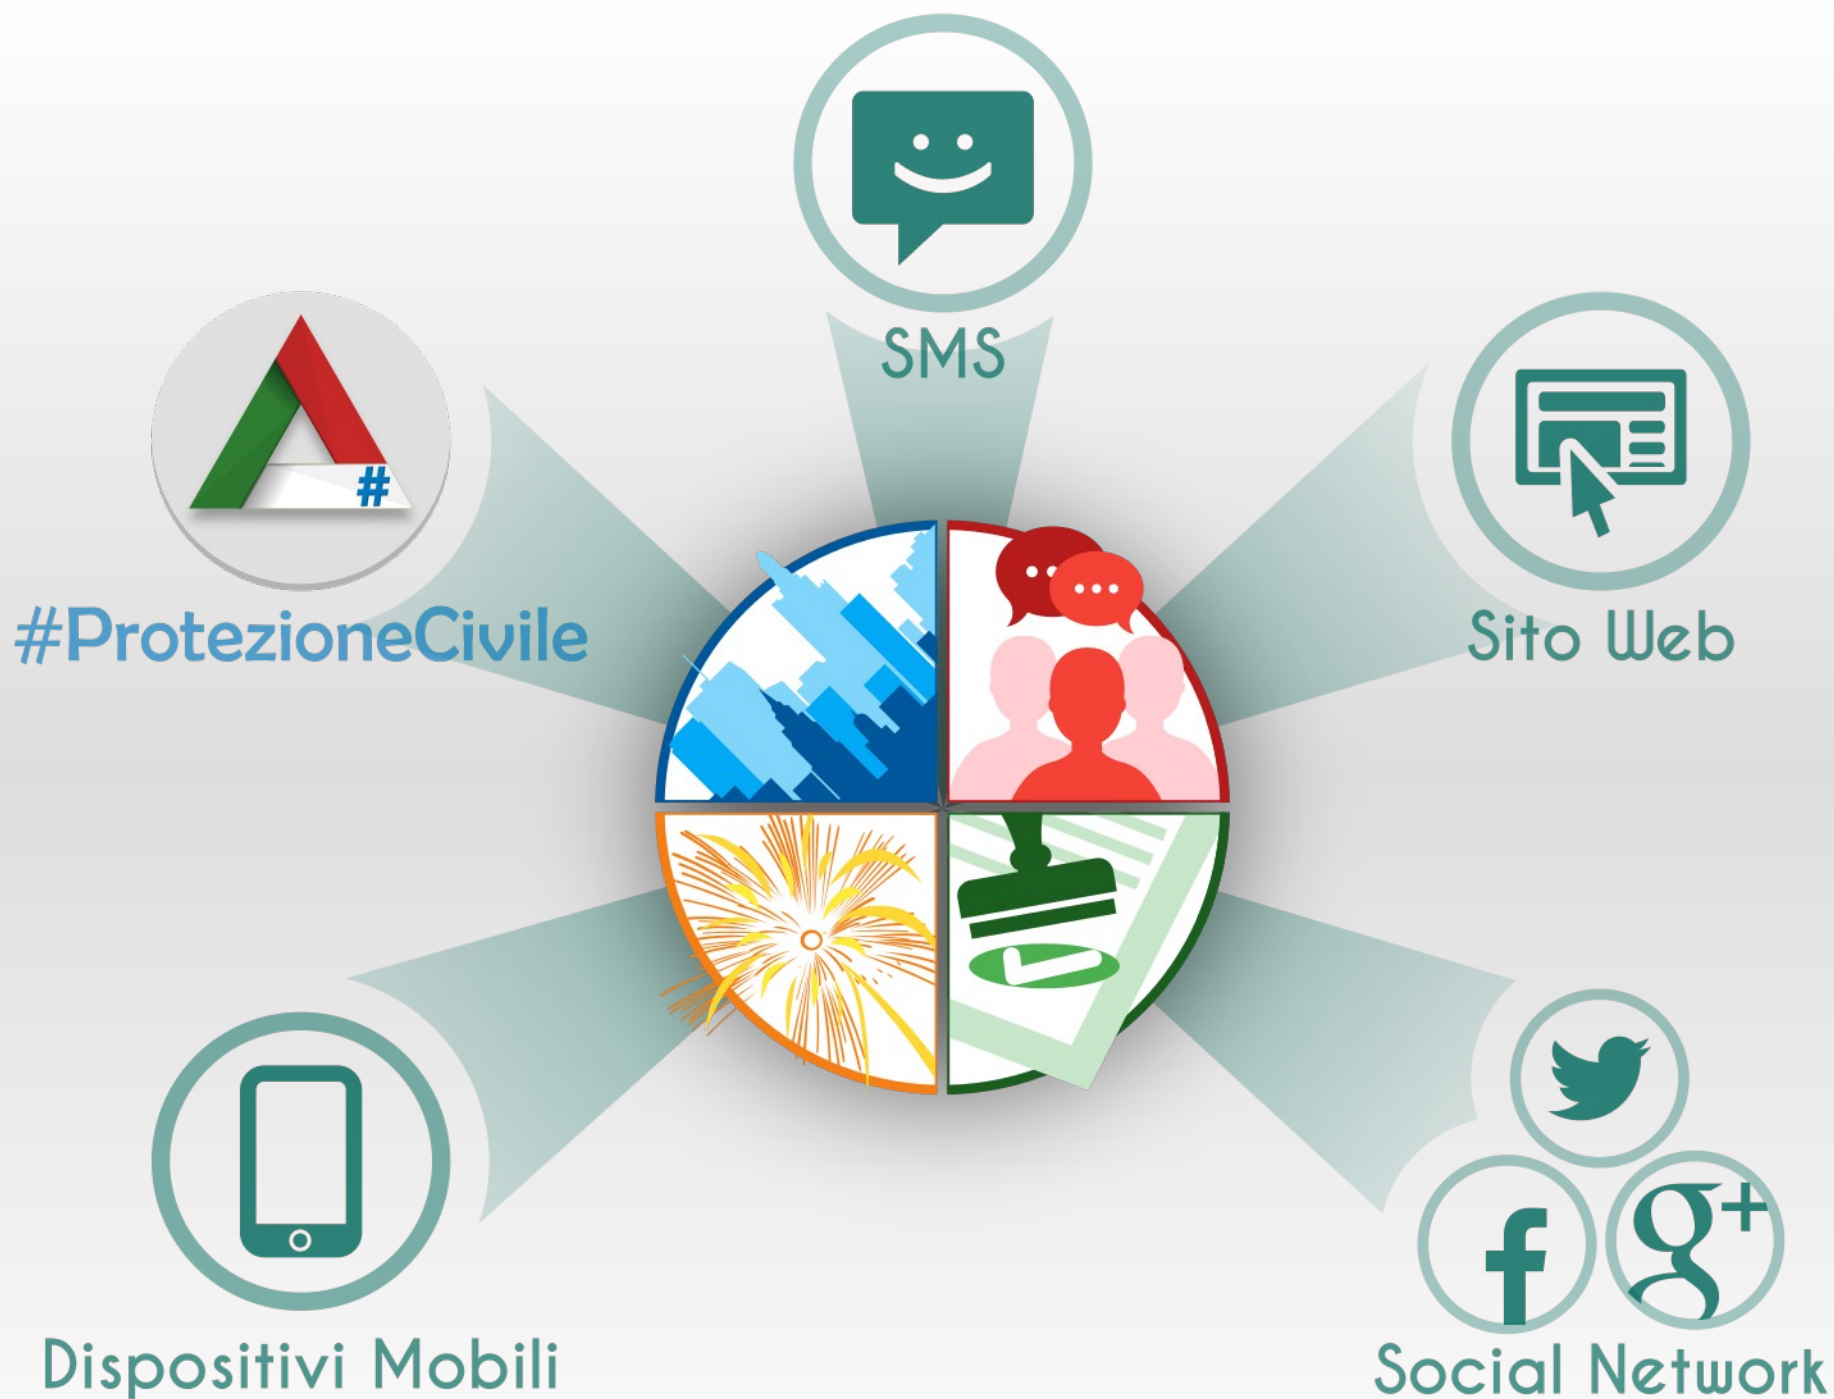 SMS
#
#ProtezioneCivile
Sito Web
Dispositivi Mobili
f
g+
Social Network